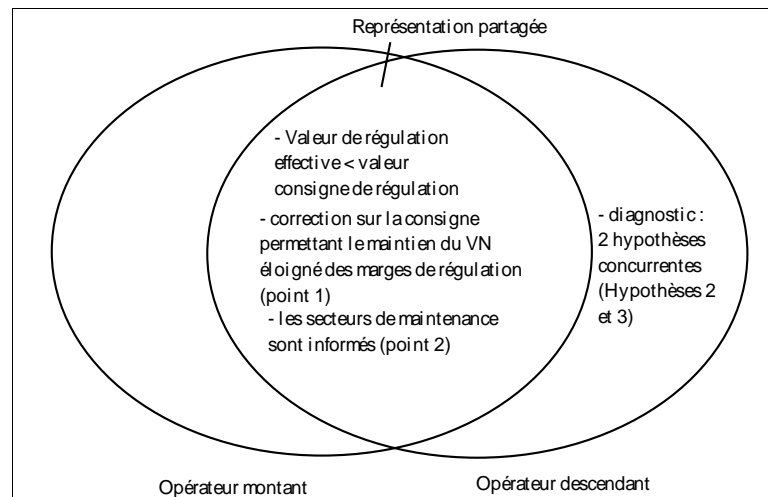 Représentation partagée
- Valeur de régulation
effective < valeur
consigne de régulation
- correction sur la consigne
permettant le maintien du VN
éloigné des marges de régulation
(point 1)
- les secteurs de maintenance
sont informés (point 2)
- diagnostic :
2 hypothèses
concurrentes
(Hypothèses 2
et 3)
Opérateur montant
Opérateur descendant